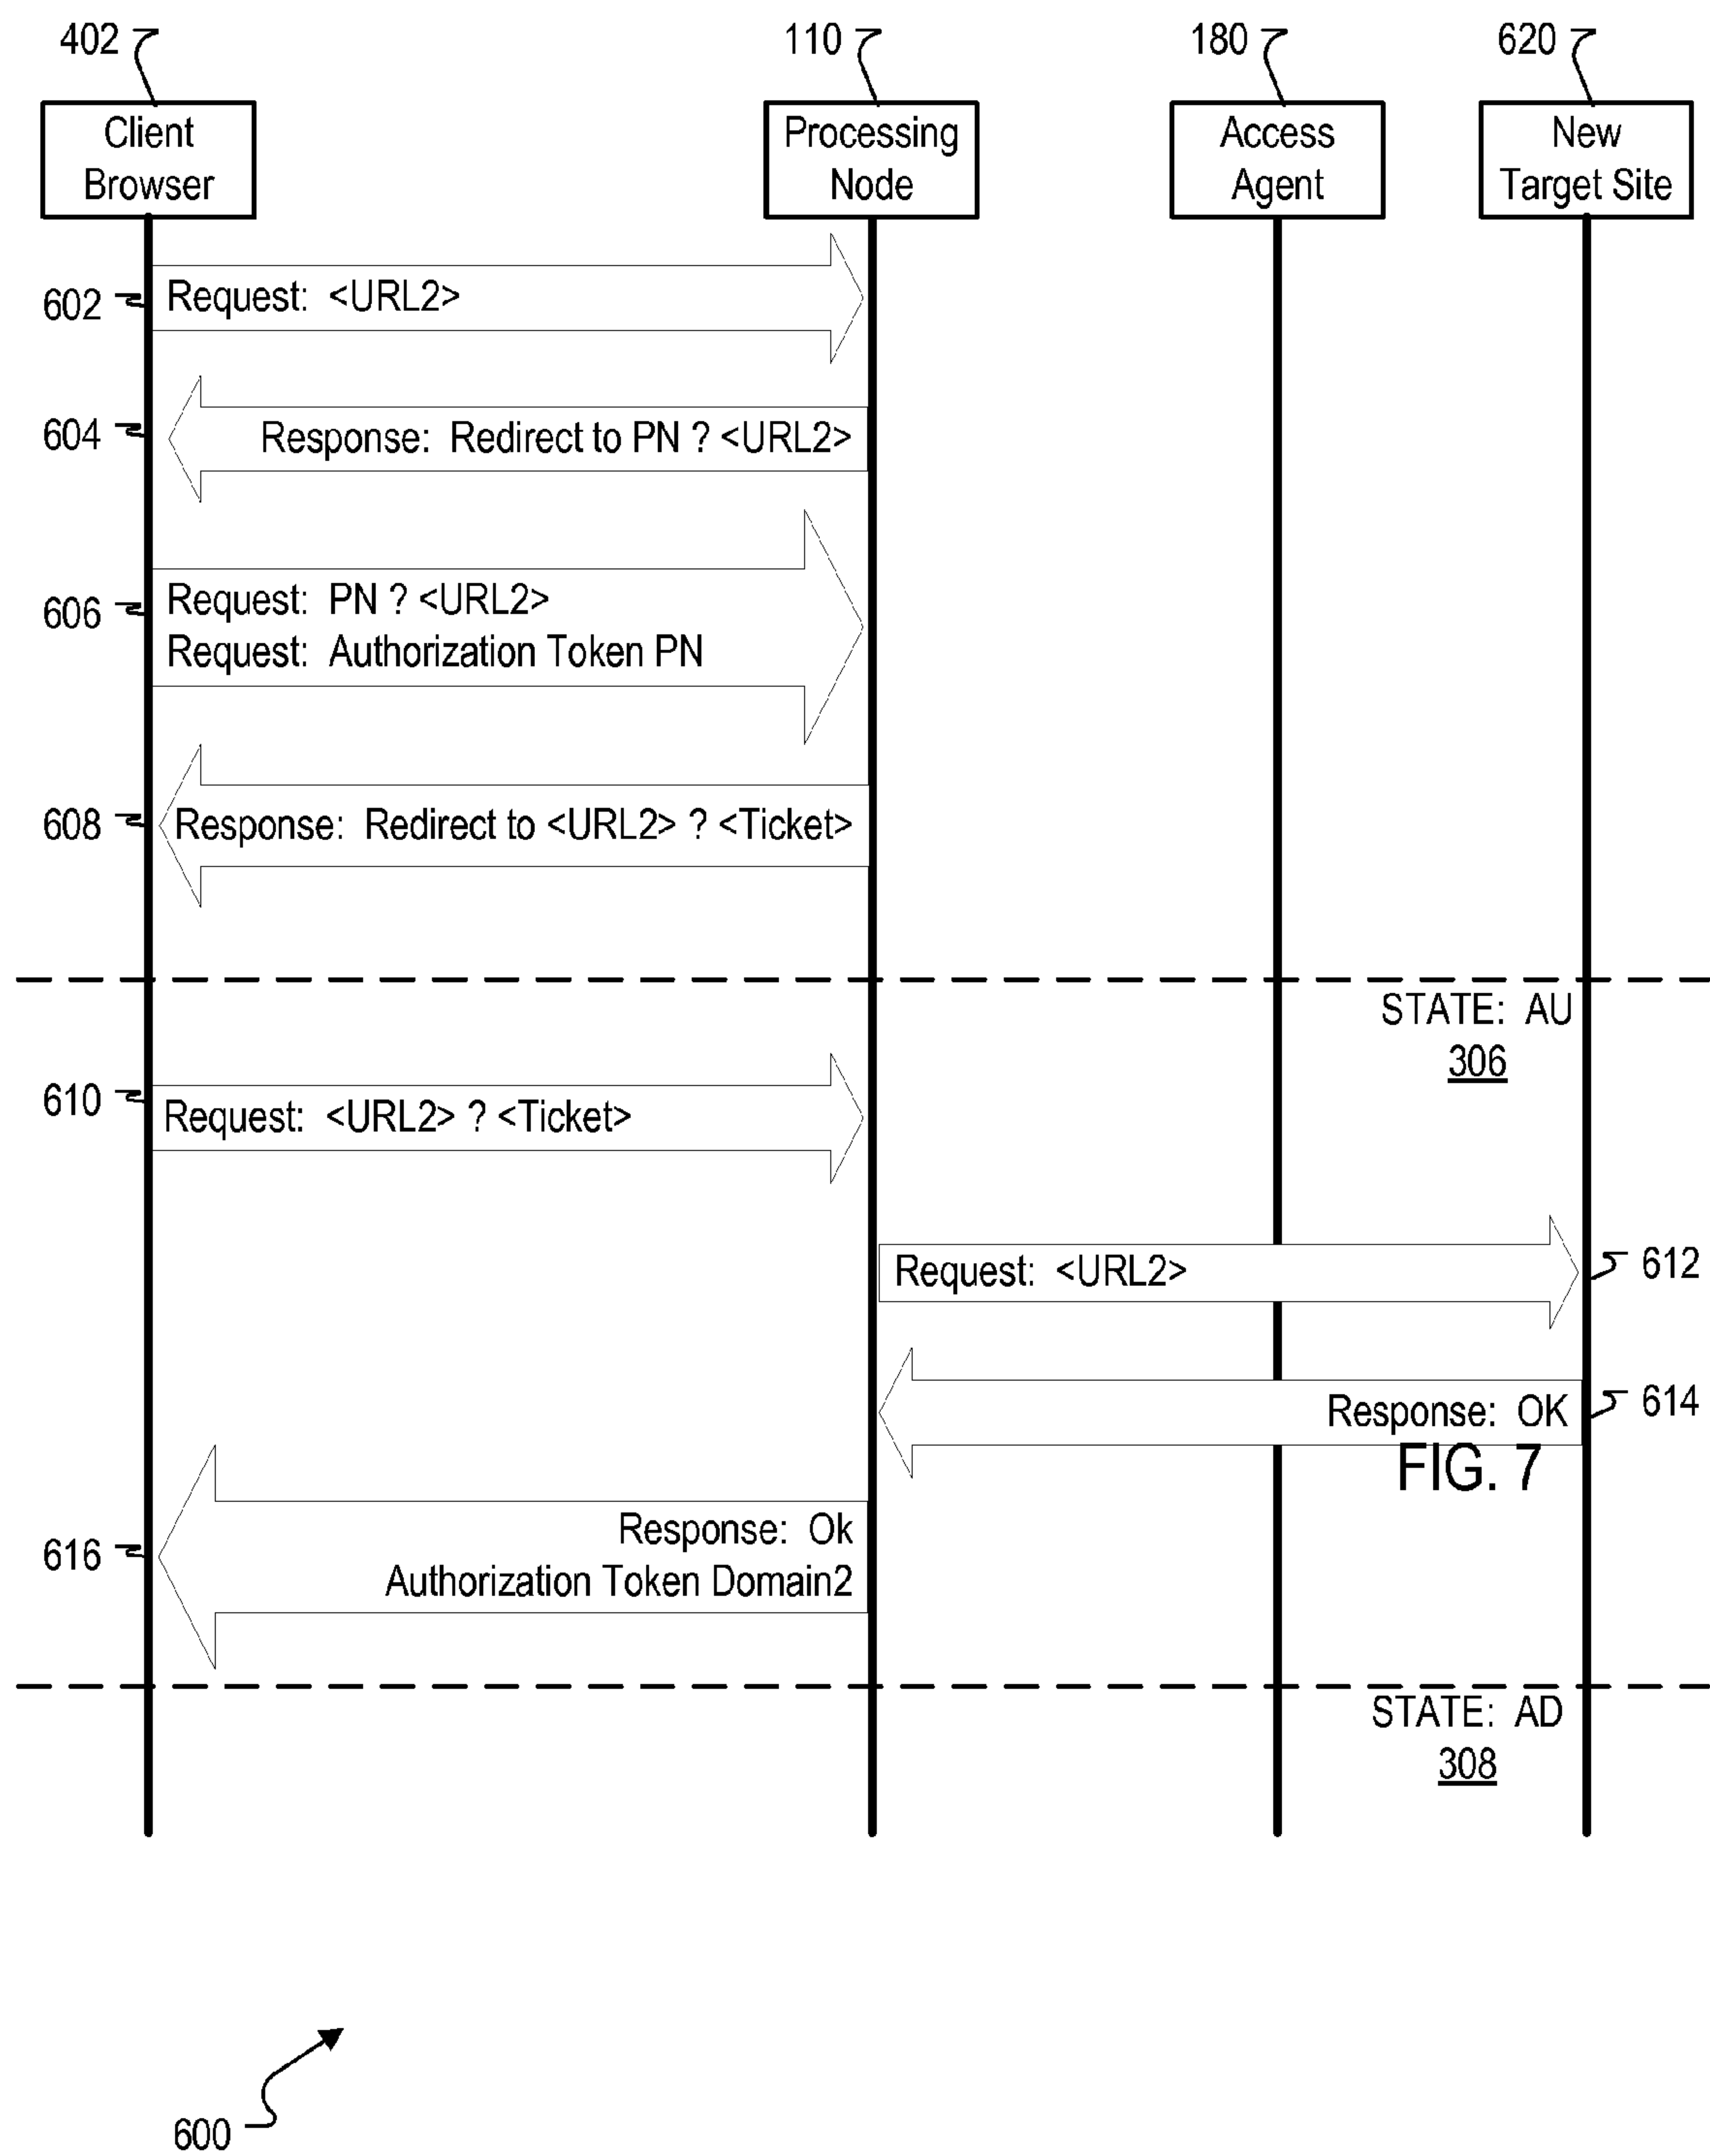 402
110
180
620
Client
Browser
Processing
Node
Access
Agent
New
Target Site
602
Request: <URL2>
604
Response: Redirect to PN ? <URL2>
606
Request: PN ? <URL2>
Request: Authorization Token PN
608
Response: Redirect to <URL2> ? <Ticket>
STATE: AU
306
610
Request: <URL2> ? <Ticket>
Request: <URL2>
612
Response: OK
614
FIG. 7
616
Response: Ok
Authorization Token Domain2
STATE: AD
308
600